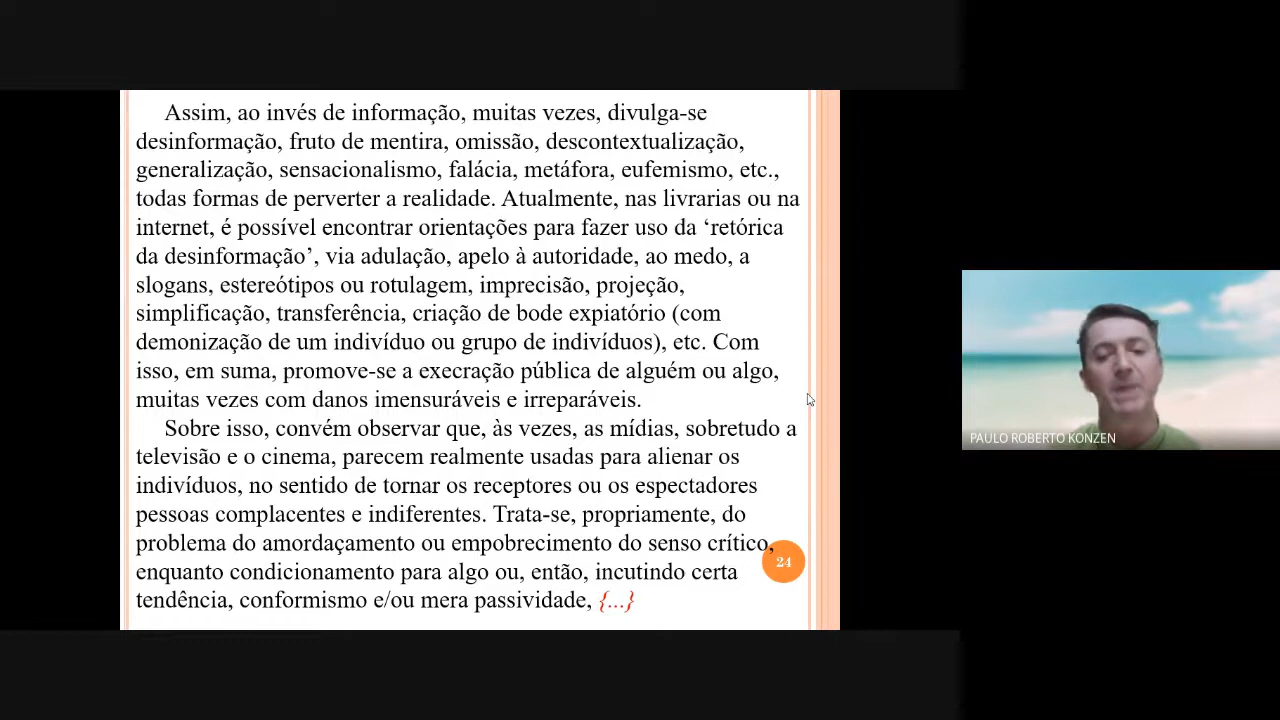 Assim, ao invés de informação, muitas vezes, divulga-se
desinformação, fruto de mentira, omissão, descontextualização,
generalização, sensacionalismo, falácia, metáfora, eufemismo, etc.,
todas formas de perverter a realidade. Atualmente, nas livrarias ou na
internet, é possível encontrar orientações para fazer uso da ‘retórica
da desinformação’, via adulação, apelo à autoridade, ao medo, a
slogans, estereótipos ou rotulagem, imprecisão, projeção,
simplificação, transferência, criação de bode expiatório (com
demonização de um indivíduo ou grupo de indivíduos), etc. Com
isso, em suma, promove-se a execração pública de alguém ou algo,
muitas vezes com danos imensuráveis e irreparáveis.
Sobre isso, convém observar que, às vezes, as mídias, sobretudo a
televisão e o cinema, parecem realmente usadas para alienar os
indivíduos, no sentido de tornar os receptores ou os espectadores
pessoas complacentes e indiferentes. Trata-se, propriamente, do
problema do amordaçamento ou empobrecimento do senso crítico,
enquanto condicionamento para algo ou, então, incutindo certa
tendência, conformismo e/ou mera passividade, {...}
24
PAULO ROBERTO KONZEN